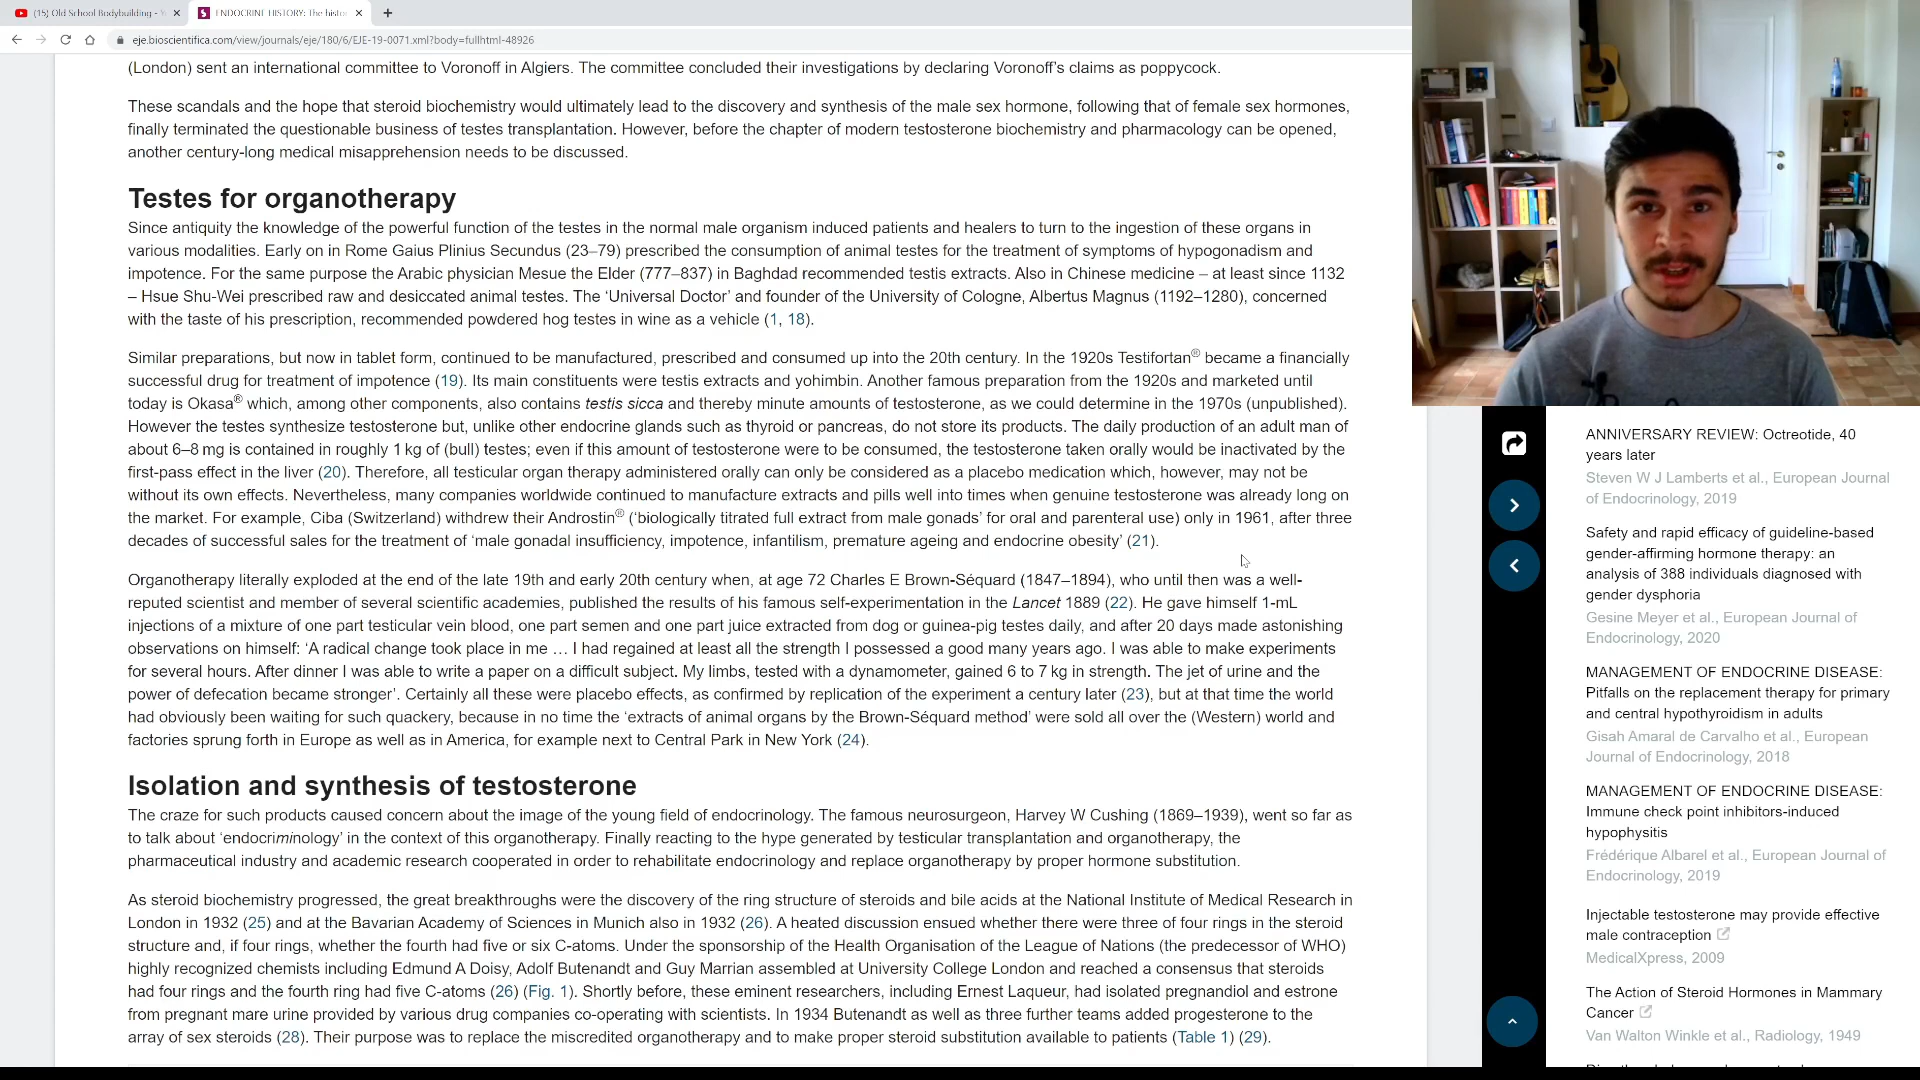 (15) Old School Bodybuilding -
ENDOCRINE HISTORY: The histo
eje.bioscientifica.com/view/journals/eje/180/6/EJE-19-0071.xml?body=fullhtml-48926
(London) sent an international committee to Voronoff in Algiers. The committee concluded their investigations by declaring Voronoff's claims as poppycock.
These scandals and the hope that steroid biochemistry would ultimately lead to the discovery and synthesis of the male sex hormone, following that of female sex hormones,
finally terminated the questionable business of testes transplantation. However, before the chapter of modern testosterone biochemistry and pharmacology can be opened,
another century-long medical misapprehension needs to be discussed.
Testes for organotherapy
Since antiquity the knowledge of the powerful function of the testes in the normal male organism induced patients and healers to turn to the ingestion of these organs in
various modalities. Early on in Rome Gaius Plinius Secundus (23–79) prescribed the consumption of animal testes for the treatment of symptoms of hypogonadism and
impotence. For the same purpose the Arabic physician Mesue the Elder (777–837) in Baghdad recommended testis extracts. Also in Chinese medicine – at least since 1132
– Hsue Shu-Wei prescribed raw and desiccated animal testes. The 'Universal Doctor' and founder of the University of Cologne, Albertus Magnus (1192–1280), concerned
with the taste of his prescription, recommended powdered hog testes in wine as a vehicle (1, 18).
Similar preparations, but now in tablet form, continued to be manufactured, prescribed and consumed up into the 20th century. In the 1920s Testifortan® became a financially
successful drug for treatment of impotence (19). Its main constituents were testis extracts and yohimbin. Another famous preparation from the 1920s and marketed until
today is Okasa® which, among other components, also contains testis sicca and thereby minute amounts of testosterone, as we could determine in the 1970s (unpublished).
However the testes synthesize testosterone but, unlike other endocrine glands such as thyroid or pancreas, do not store its products. The daily production of an adult man of
about 6–8 mg is contained in roughly 1 kg of (bull) testes; even if this amount of testosterone were to be consumed, the testosterone taken orally would be inactivated by the
first-pass effect in the liver (20). Therefore, all testicular organ therapy administered orally can only be considered as a placebo medication which, however, may not be
without its own effects. Nevertheless, many companies worldwide continued to manufacture extracts and pills well into times when genuine testosterone was already long on
the market. For example, Ciba (Switzerland) withdrew their Androstin® ('biologically titrated full extract from male gonads' for oral and parenteral use) only in 1961, after three
decades of successful sales for the treatment of 'male gonadal insufficiency, impotence, infantilism, premature ageing and endocrine obesity' (21).
Organotherapy literally exploded at the end of the late 19th and early 20th century when, at age 72 Charles E Brown-Séquard (1847–1894), who until then was a well-
reputed scientist and member of several scientific academies, published the results of his famous self-experimentation in the Lancet 1889 (22). He gave himself 1-mL
injections of a mixture of one part testicular vein blood, one part semen and one part juice extracted from dog or guinea-pig testes daily, and after 20 days made astonishing
observations on himself: 'A radical change took place in me … I had regained at least all the strength I possessed a good many years ago. I was able to make experiments
for several hours. After dinner I was able to write a paper on a difficult subject. My limbs, tested with a dynamometer, gained 6 to 7 kg in strength. The jet of urine and the
power of defecation became stronger'. Certainly all these were placebo effects, as confirmed by replication of the experiment a century later (23), but at that time the world
had obviously been waiting for such quackery, because in no time the 'extracts of animal organs by the Brown-Séquard method' were sold all over the (Western) world and
factories sprung forth in Europe as well as in America, for example next to Central Park in New York (24).
Isolation and synthesis of testosterone
The craze for such products caused concern about the image of the young field of endocrinology. The famous neurosurgeon, Harvey W Cushing (1869–1939), went so far as
to talk about 'endocriminology' in the context of this organotherapy. Finally reacting to the hype generated by testicular transplantation and organotherapy, the
pharmaceutical industry and academic research cooperated in order to rehabilitate endocrinology and replace organotherapy by proper hormone substitution.
As steroid biochemistry progressed, the great breakthroughs were the discovery of the ring structure of steroids and bile acids at the National Institute of Medical Research in
London in 1932 (25) and at the Bavarian Academy of Sciences in Munich also in 1932 (26). A heated discussion ensued whether there were three of four rings in the steroid
structure and, if four rings, whether the fourth had five or six C-atoms. Under the sponsorship of the Health Organisation of the League of Nations (the predecessor of WHO)
highly recognized chemists including Edmund A Doisy, Adolf Butenandt and Guy Marrian assembled at University College London and reached a consensus that steroids
had four rings and the fourth ring had five C-atoms (26) (Fig. 1). Shortly before, these eminent researchers, including Ernest Laqueur, had isolated pregnandiol and estrone
from pregnant mare urine provided by various drug companies co-operating with scientists. In 1934 Butenandt as well as three further teams added progesterone to the
array of sex steroids (28). Their purpose was to replace the miscredited organotherapy and to make proper steroid substitution available to patients (Table 1) (29).
ANNIVERSARY REVIEW: Octreotide, 40
years later
Steven W J Lamberts et al., European Journal
of Endocrinology, 2019
Safety and rapid efficacy of guideline-based
gender-affirming hormone therapy: an
analysis of 388 individuals diagnosed with
gender dysphoria
Gesine Meyer et al., European Journal of
Endocrinology, 2020
MANAGEMENT OF ENDOCRINE DISEASE:
Pitfalls on the replacement therapy for primary
and central hypothyroidism in adults
Gisah Amaral de Carvalho et al., European
Journal of Endocrinology, 2018
MANAGEMENT OF ENDOCRINE DISEASE:
Immune check point inhibitors-induced
hypophysitis
Frédérique Albarel et al., European Journal of
Endocrinology, 2019
Injectable testosterone may provide effective
male contraception
MedicalXpress, 2009
The Action of Steroid Hormones in Mammary
Cancer
Van Walton Winkle et al., Radiology, 1949